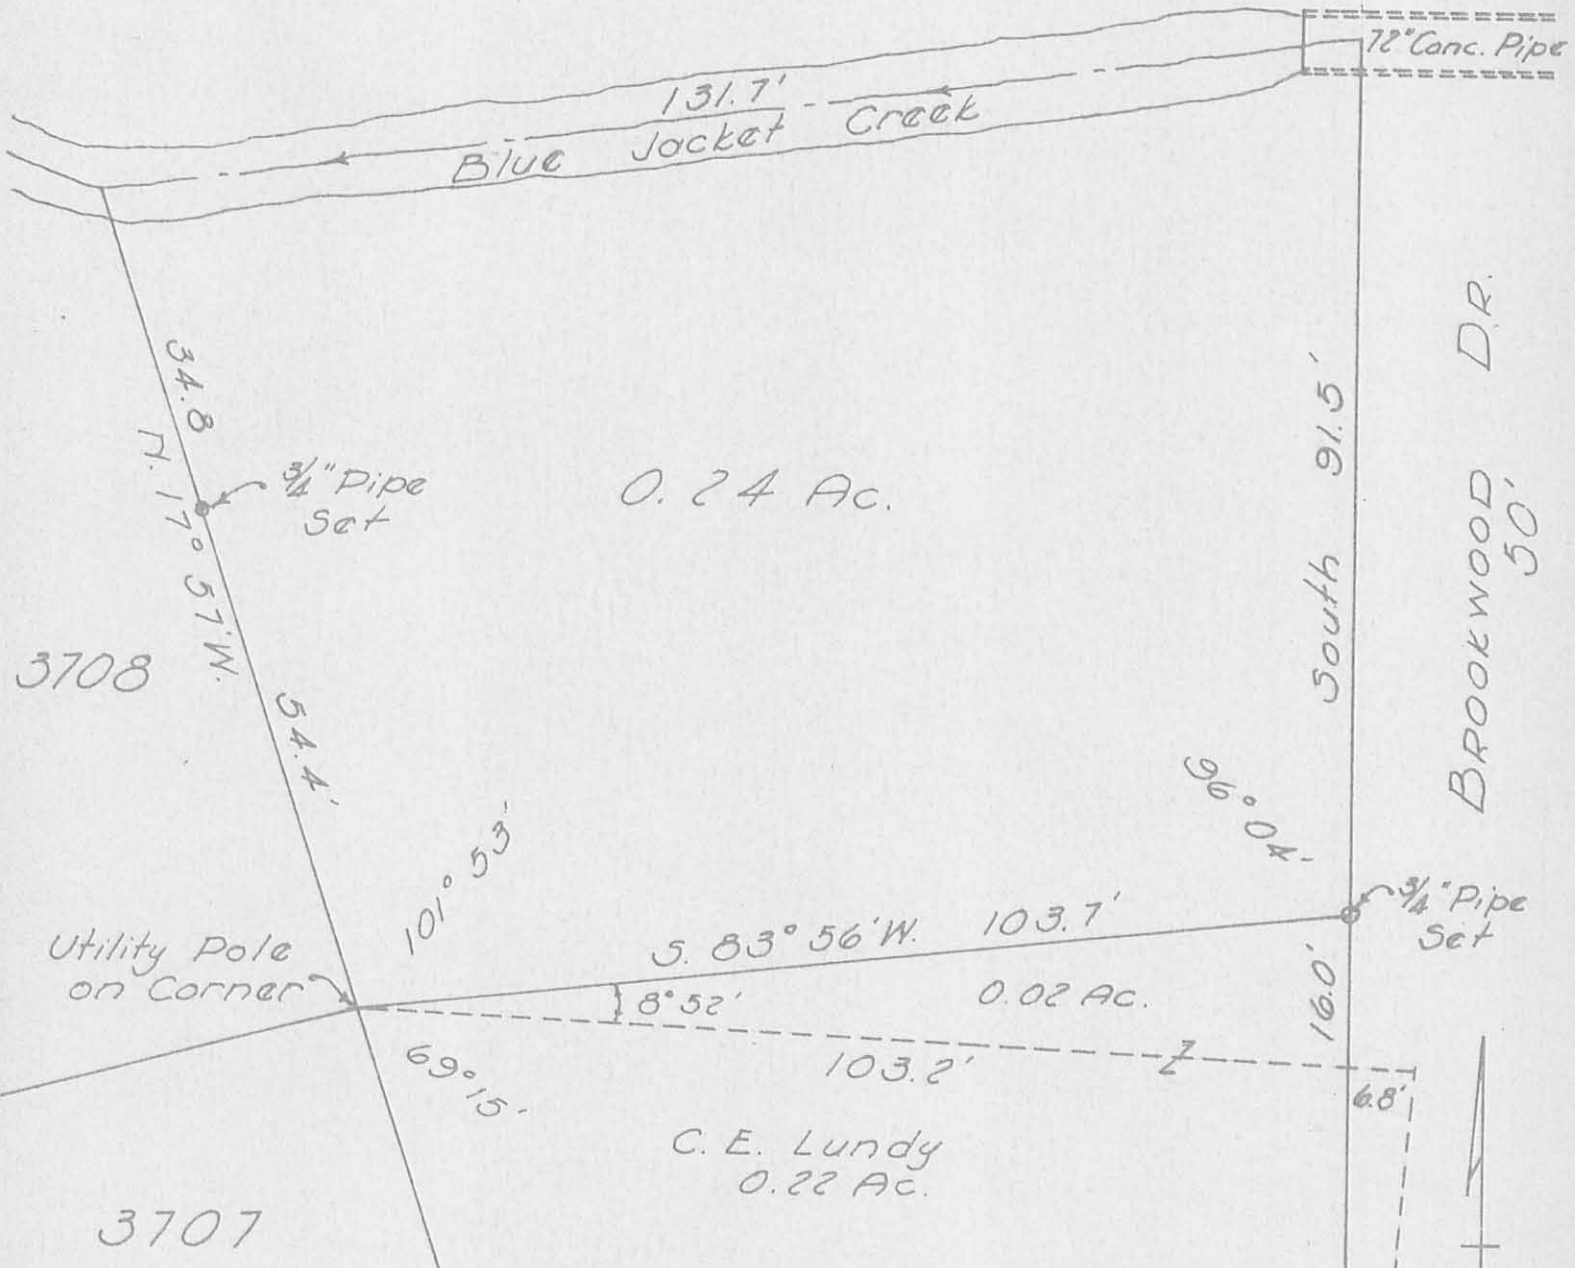 72" Conc. Pipe
131.7'
Blue Jacket Creek
34.8
N. 17° 57' W.
3/4" Pipe
Set
0.24 Ac.
South 91.5'
BROOKWOOD DR.
50'
3708
54.4'
101° 53'
96° 04'
Utility Pole
on Corner
S. 83° 56' W. 103.7'
3/4" Pipe
Set
8° 52'
0.02 Ac.
16.0'
69° 15'
103.2'
6.8'
C. E. Lundy
0.22 Ac.
3707